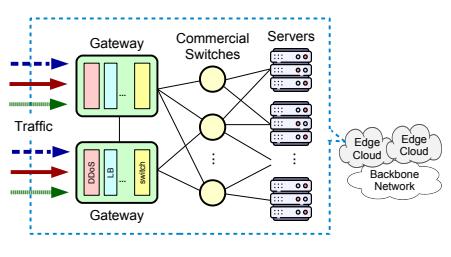 Commercial
Switches
Servers
Gateway
...
Traffic
DDoS
LB
...
switch
Gateway
...
...
Edge
Cloud
Edge
Cloud
Backbone
Network